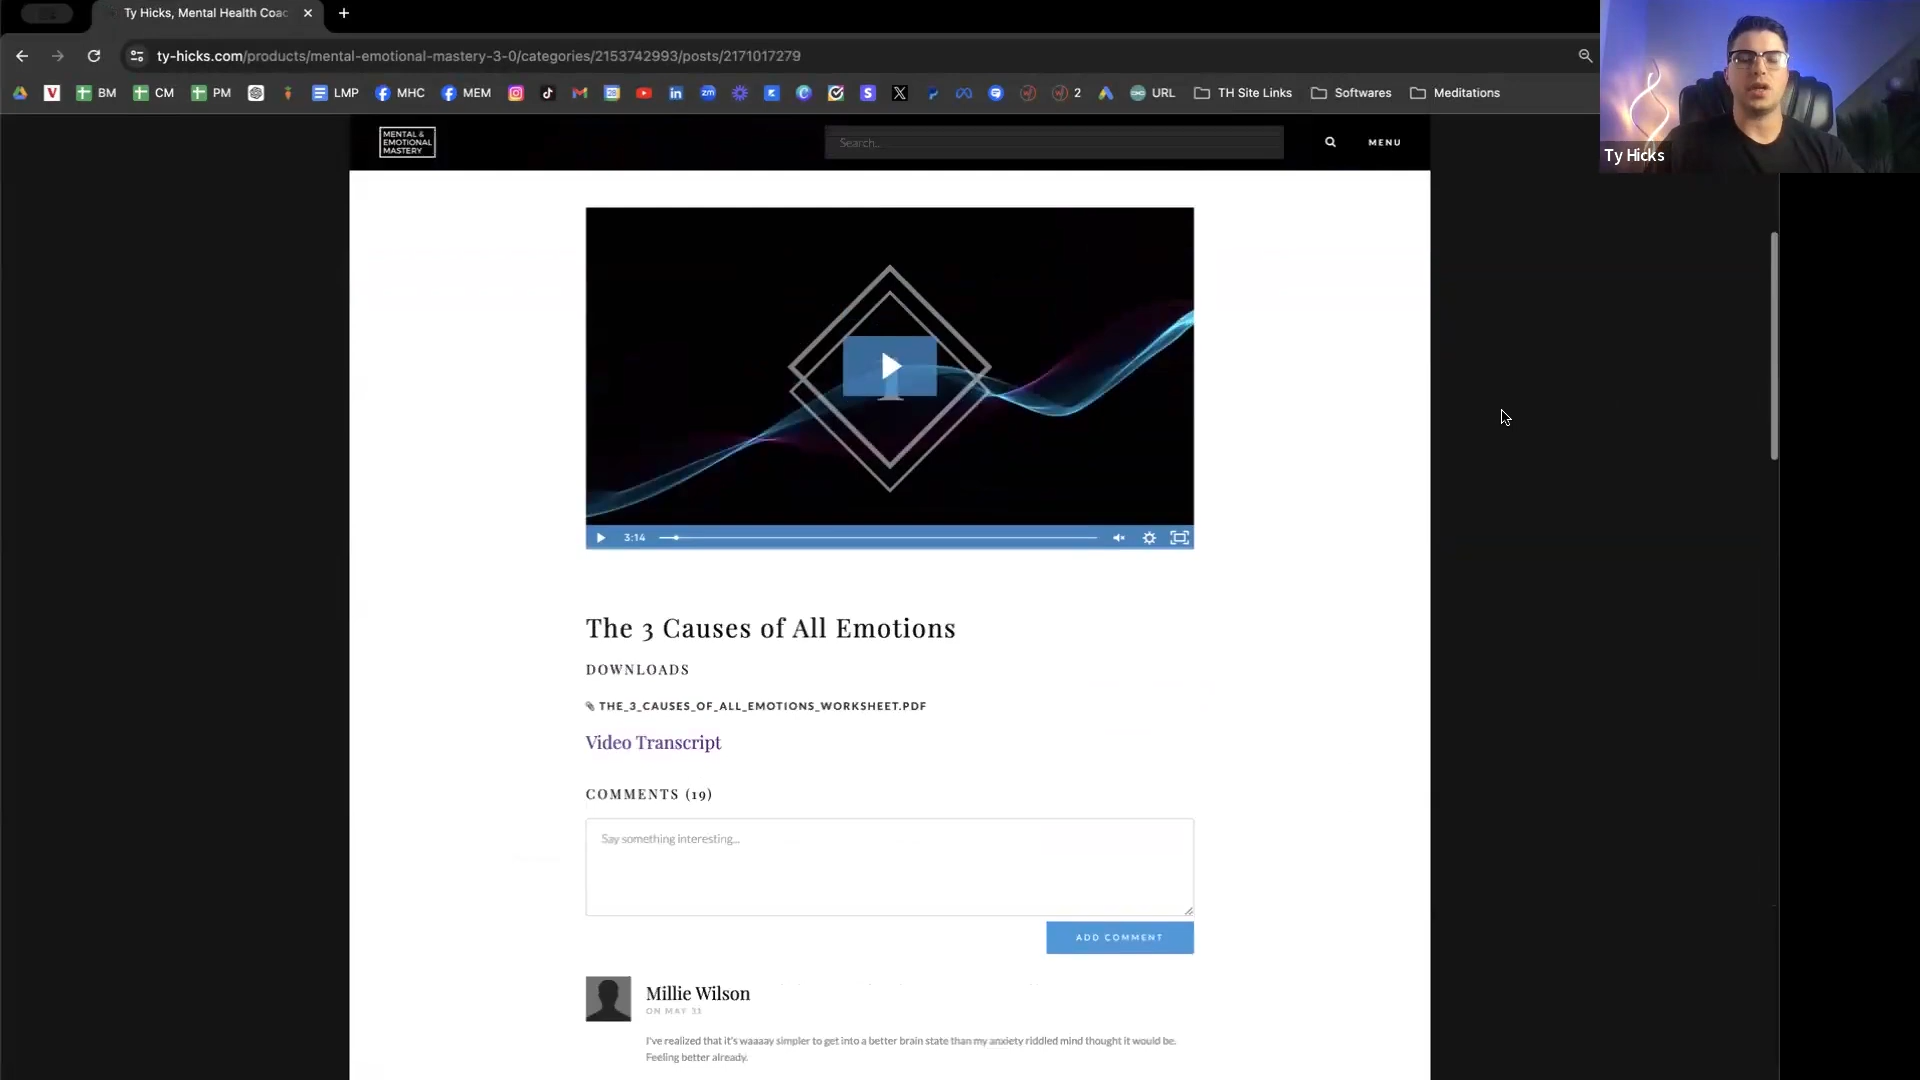 Ty Hicks, Mental Health Coac
ty-hicks.com/products/mental-emotional-mastery-3-0/categories/2153742993/posts/2171017279
BM
CM
PM
LMP
MHC
MEM
2
URL
TH Site Links
Softwares
Meditations
Ty Hicks
MENTAL &
EMOTIONAL
MASTERY
Search...
MENU
3:14
The 3 Causes of All Emotions
DOWNLOADS
THE_3_CAUSES_OF_ALL_EMOTIONS_WORKSHEET.PDF
Video Transcript
COMMENTS (19)
Say something interesting...
ADD COMMENT
Millie Wilson
ON MAY 31
I've realized that it's waaaay simpler to get into a better brain state than my anxiety riddled mind thought it would be.
Feeling better already.